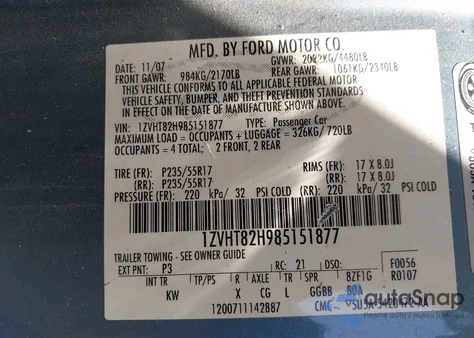 MFD. BY FORD MOTOR CO.
DATE: 11/07 GVWR: 2032KG/4480LB
FRONT GAWR: 984KG/2170LB REAR GAWR: 1061KG/2340LB
THIS VEHICLE CONFORMS TO ALL APPLICABLE FEDERAL MOTOR
VEHICLE SAFETY, BUMPER, AND THEFT PREVENTION STANDARDS
IN EFFECT ON THE DATE OF MANUFACTURE SHOWN ABOVE.
VIN: 1ZVHT82H985151877 TYPE: Passenger Car
MAXIMUM LOAD = OCCUPANTS + LUGGAGE = 326KG/720LB
OCCUPANTS = 4 TOTAL; 2 FRONT, 2 REAR
TIRE (FR): P235/55R17 RIMS (FR): 17 X 8.0J
(RR): P235/55R17 (RR): 17 X 8.0J
PRESSURE (FR): 220 kPa/ 32 PSI COLD (RR): 220 kPa/ 32 PSI COLD
1ZVHT82H985151877
TRAILER TOWING - SEE OWNER GUIDE
EXT PNT: P3 RC: 21 DSO: F0056
INT TR TP/PS R AXLE TR SPR BZF1G R0107
KW X CG L GGBB BOA
1200711142887 CMC
autoSnap